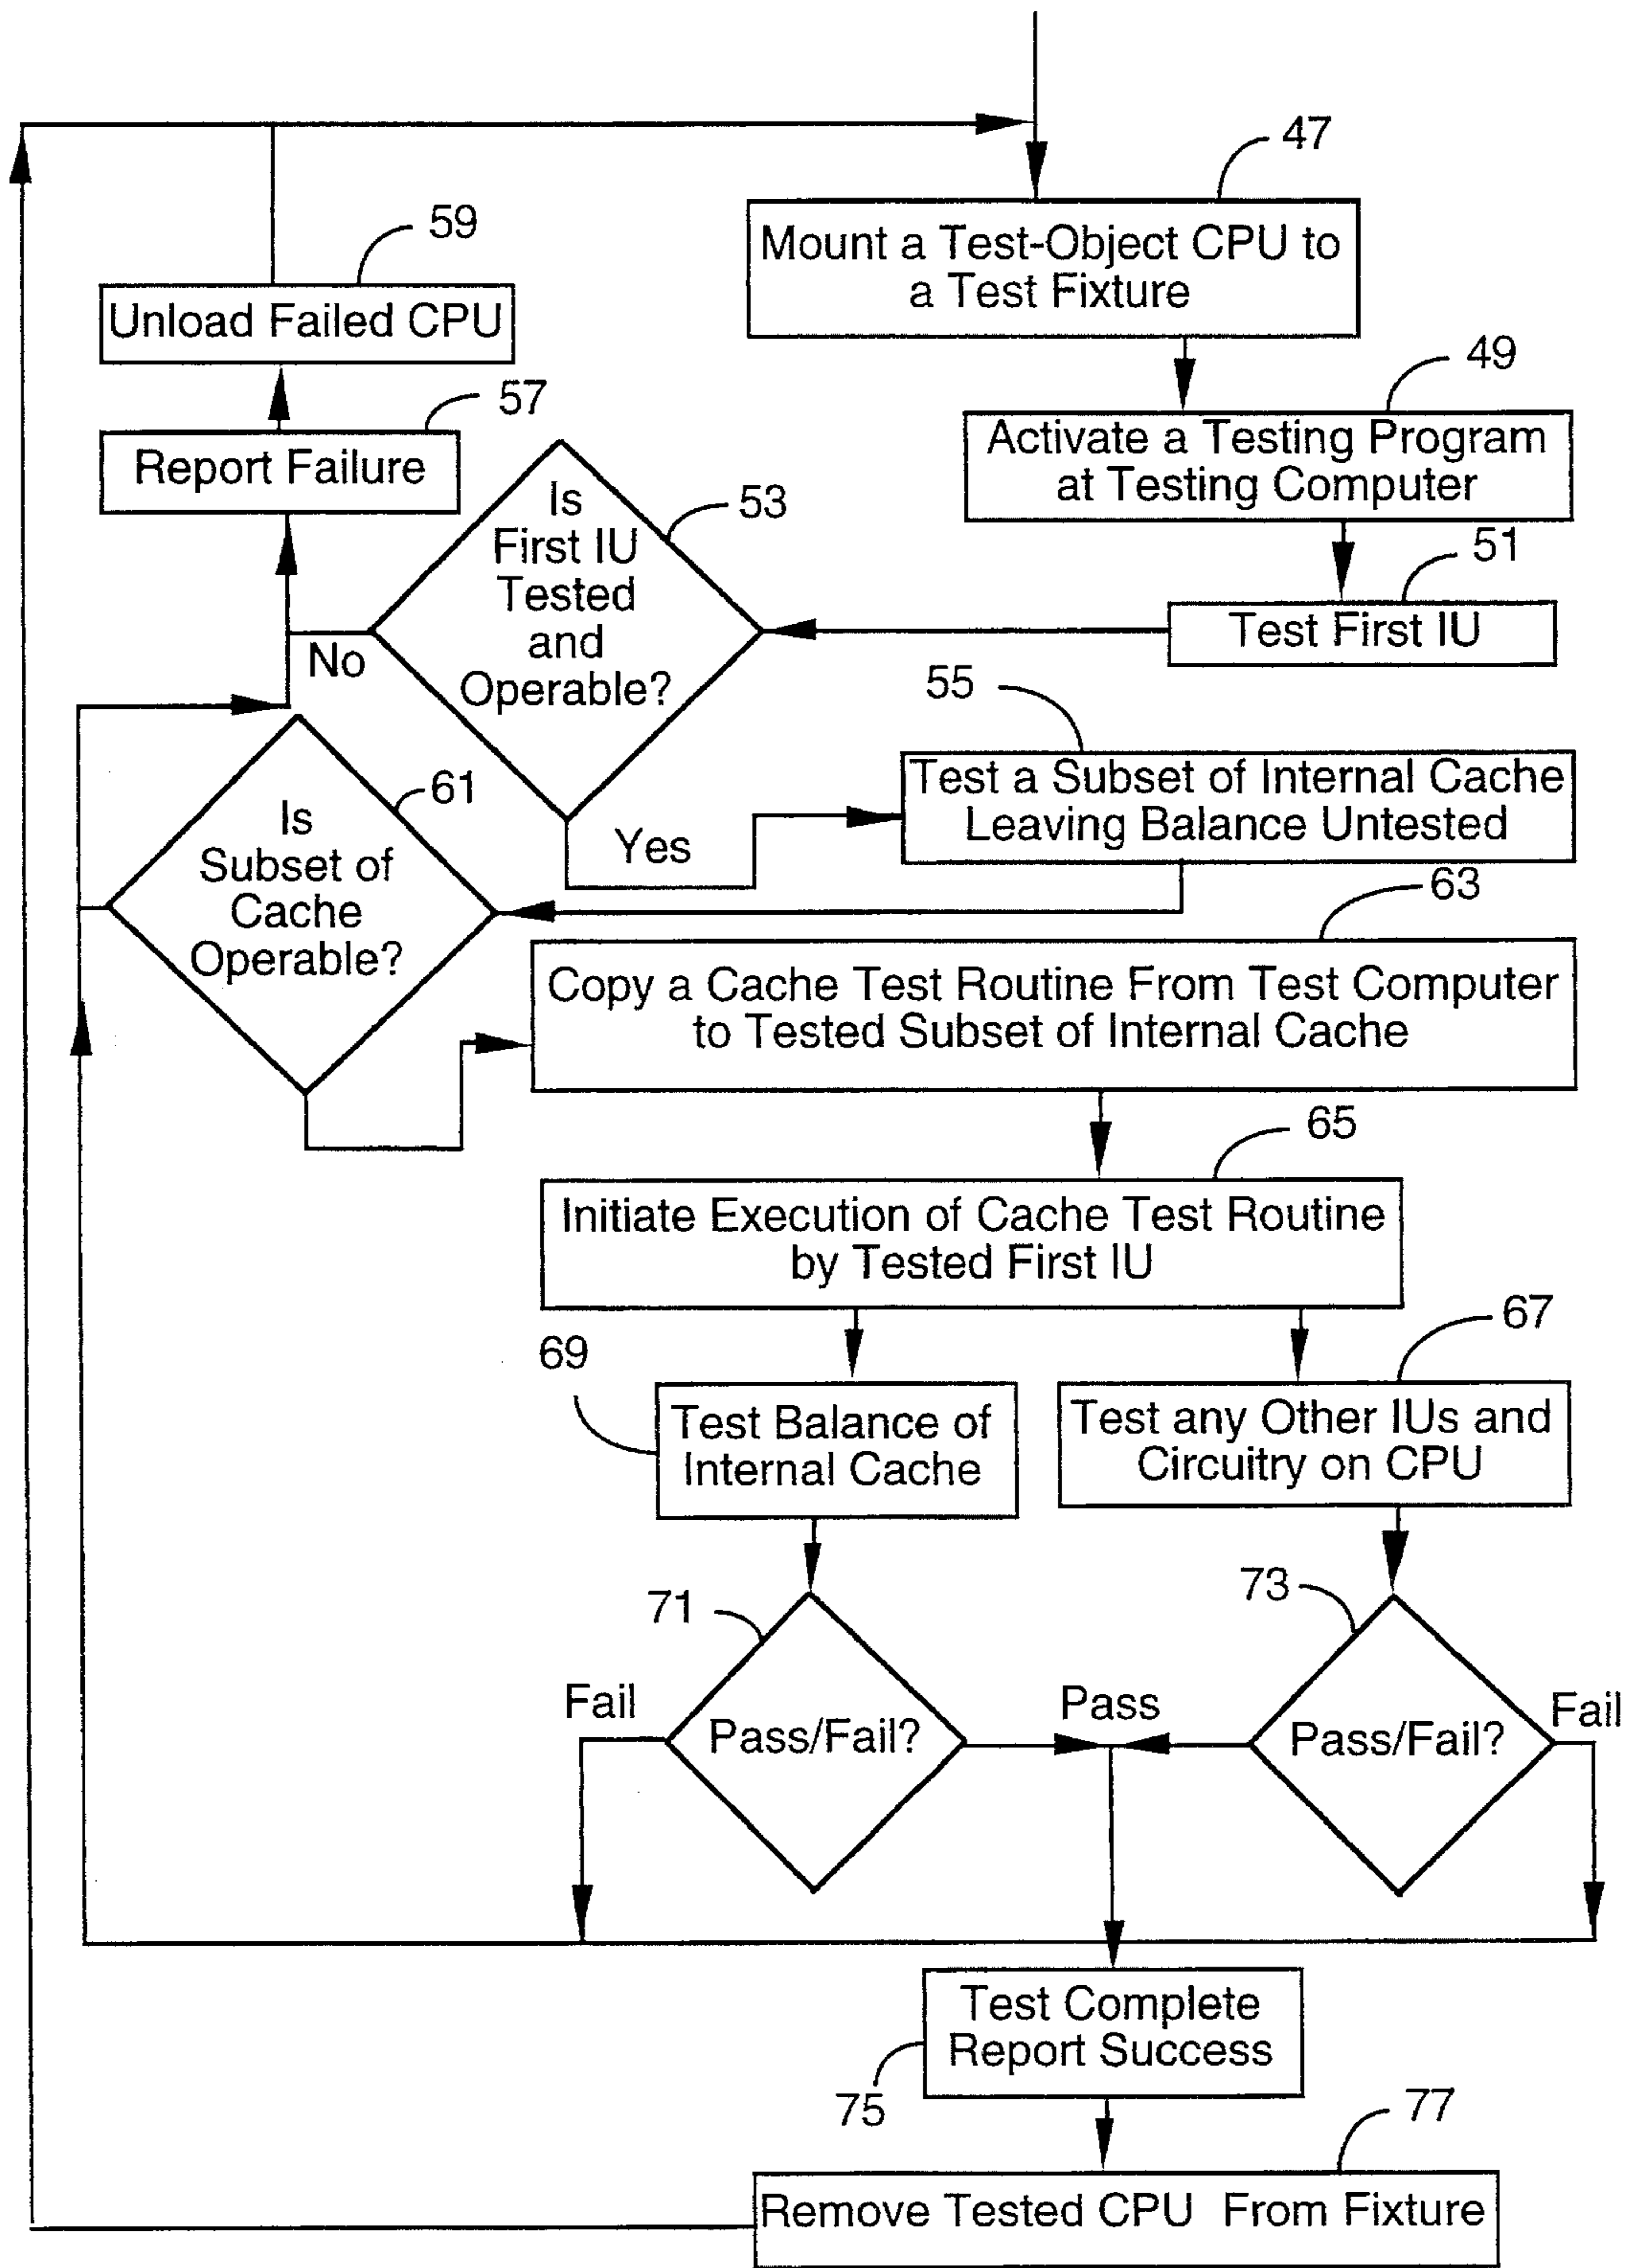 47
Mount a Test-Object CPU to
a Test Fixture
59
Unload Failed CPU
49
Activate a Testing Program
at Testing Computer
57
Report Failure
53
Is
First IU
Tested
and
Operable?
No
Yes
51
Test First IU
55
Test a Subset of Internal Cache
Leaving Balance Untested
61
Is
Subset of
Cache
Operable?
63
Copy a Cache Test Routine From Test Computer
to Tested Subset of Internal Cache
65
Initiate Execution of Cache Test Routine
by Tested First IU
69
Test Balance of
Internal Cache
67
Test any Other IUs and
Circuitry on CPU
71
Fail
Pass/Fail?
Pass
73
Pass/Fail?
Fail
Test Complete
Report Success
75
77
Remove Tested CPU From Fixture